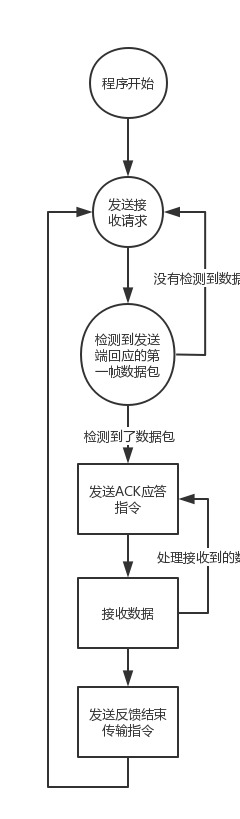 程序开始
发送接
收请求
没有检测到数据
检测到发送
端回应的第
一帧数据包
检测到了数据包
发送ACK应答
指令
处理接收到的数
接收数据
发送反馈结束
传输指令